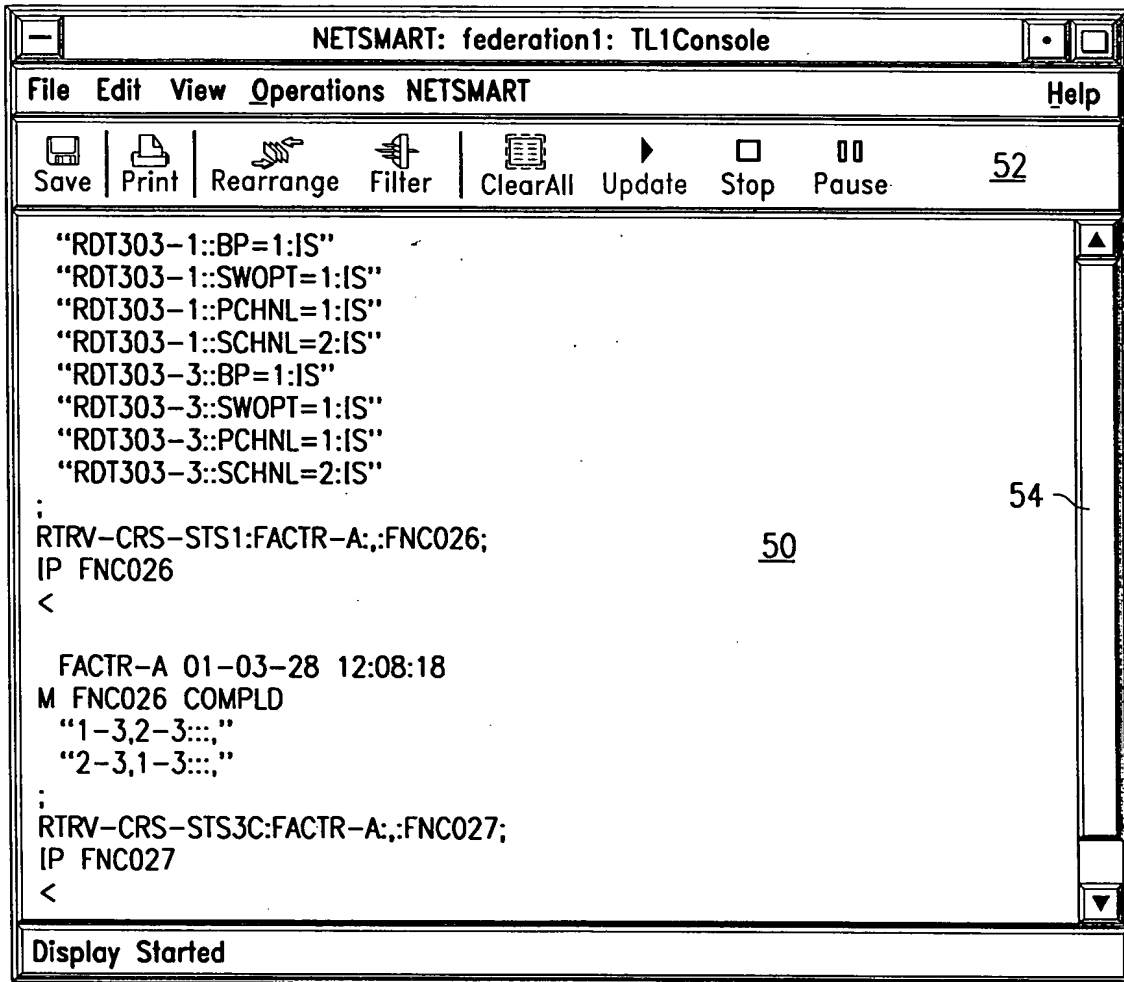 NETSMART: federation1: TL1Console
File Edit View Operations NETSMART Help
Save Print Rearrange Filter ClearAll Update Stop Pause 52
“RDT303-1::BP=1:IS”
“RDT303-1::SWOPT=1:IS”
“RDT303-1::PCHNL=1:IS”
“RDT303-1::SCHNL=2:IS”
“RDT303-3::BP=1:IS”
“RDT303-3::SWOPT=1:IS”
“RDT303-3::PCHNL=1:IS”
“RDT303-3::SCHNL=2:IS”
;
54
RTRV-CRS-STS1:FACTR-A:,:FNC026;
50
IP FNC026
<
FACTR-A 01-03-28 12:08:18
M FNC026 COMPLD
“1-3,2-3:::,”
“2-3,1-3:::,”
;
RTRV-CRS-STS3C:FACTR-A:,:FNC027;
IP FNC027
<
Display Started